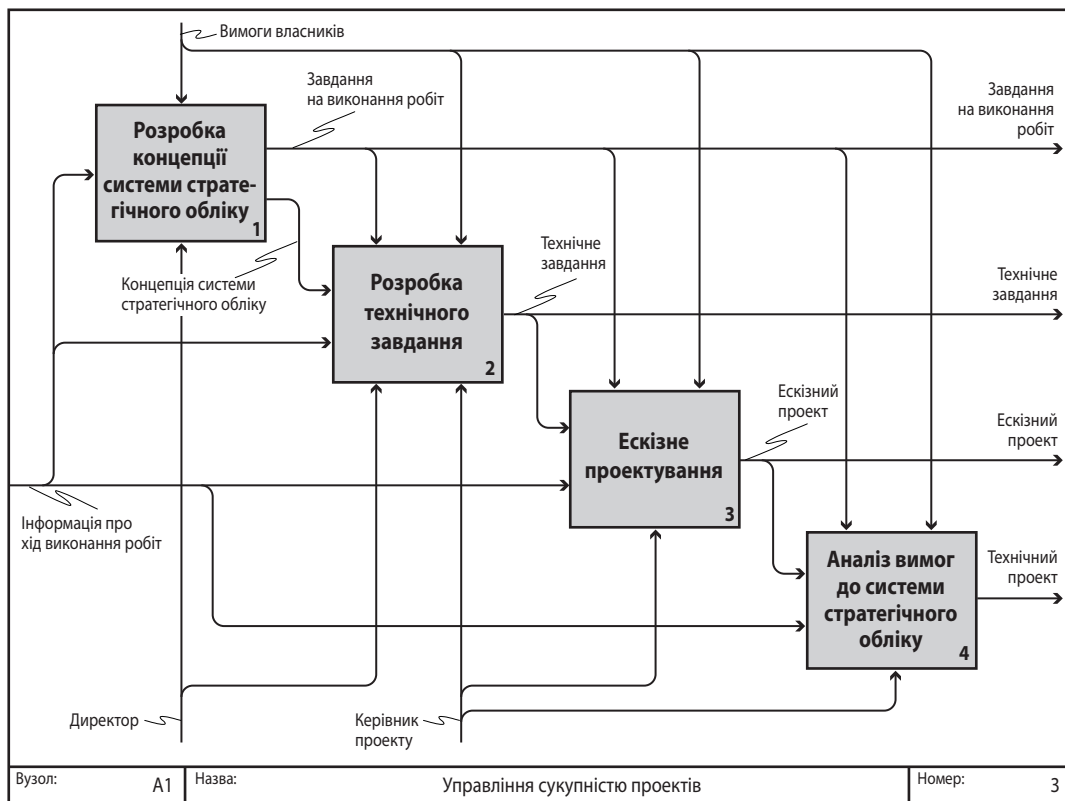 Вимоги власників
Завдання
на виконання робіт
Завдання
на виконання
робіт
Розробка
концепції
системи страте-
гічного обліку
1
Концепція системи
стратегічного обліку
Технічне
завдання
Технічне
завдання
Розробка
технічного
завдання
2
Ескізний
проект
Ескізний
проект
Ескізне
проектування
3
Інформація про
хід виконання робіт
Аналіз вимог
до системи
стратегічного
обліку
4
Технічний
проект
Директор
Керівник
проекту
Вузол: А1
Назва: Управління сукупністю проектів
Номер: 3